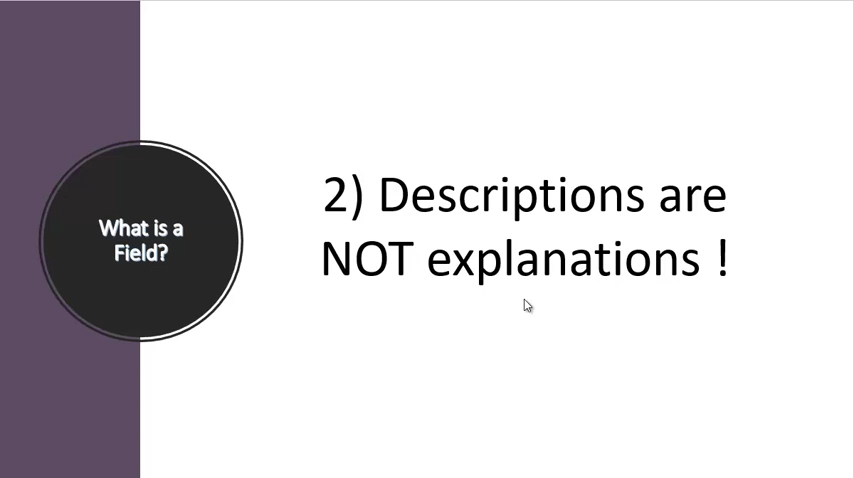 What is a
Field?
2) Descriptions are
NOT explanations !